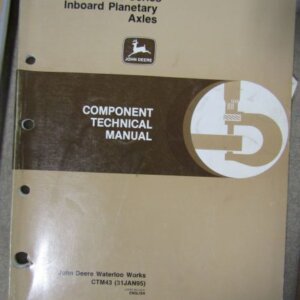 Inboard Planetary
Axles
JOHN DEERE
COMPONENT
TECHNICAL
MANUAL
John Deere Waterloo Works
CTM43 (31JAN95)
ENGLISH